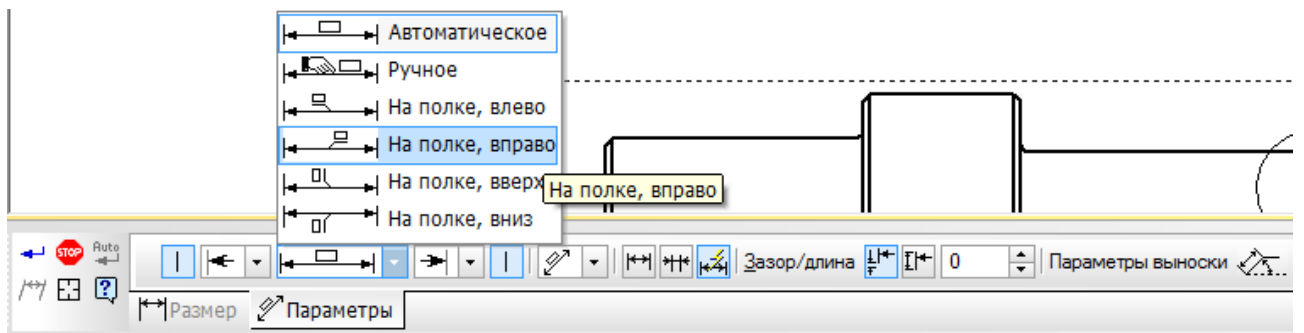 Автоматическое
Ручное
На полке, влево
На полке, вправо
На полке, вверх
На полке, вправо
На полке, вниз
STOP Auto
Зазор/длина 0 Параметры выноски
Размер Параметры